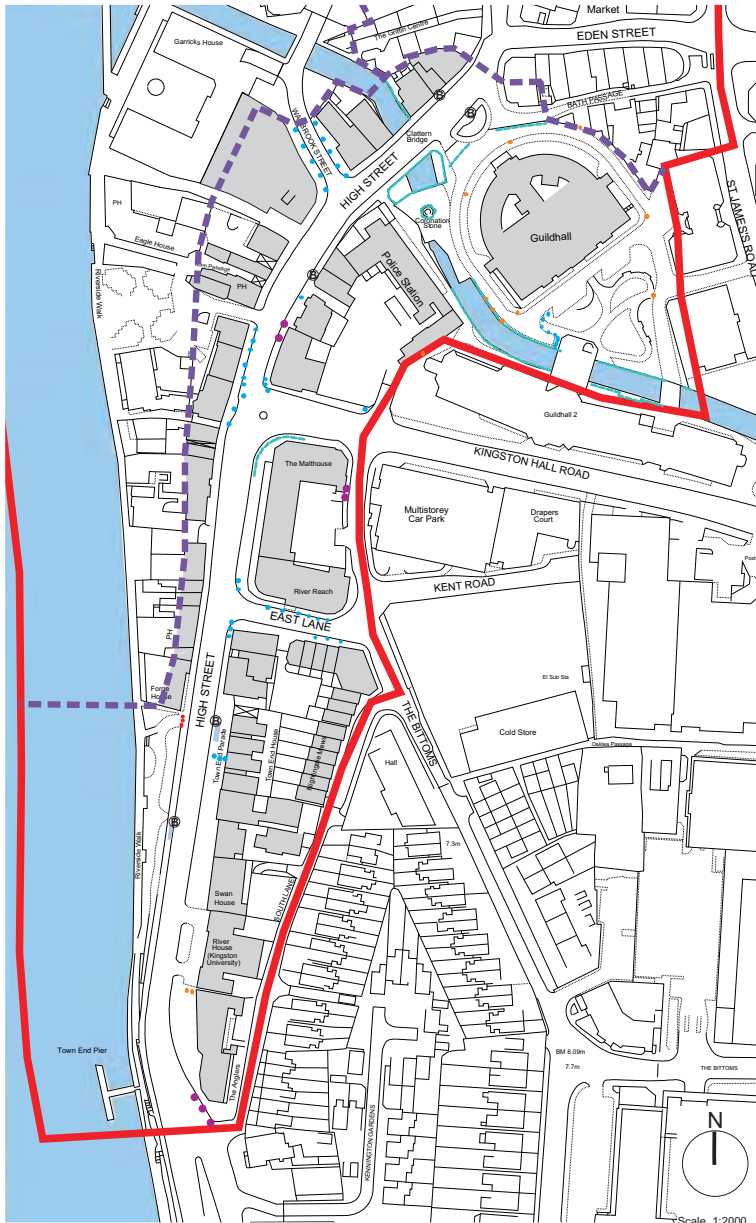 Market
EDEN STREET
The Griffin Centre
Garricks House
BATH PASSAGE
WALBROOK STREET
Clattern
Bridge
HIGH STREET
ST JAMES'S ROAD
PH
Coronation
Stone
Guildhall
Eagle House
Police Station
PH
Riverside Walk
Guildhall 2
KINGSTON HALL ROAD
The Malthouse
Multistorey
Car Park
Drapers
Court
Post
River Reach
KENT ROAD
EAST LANE
PH
HIGH STREET
El Sub Sta
Forge
House
THE BITTOMS
Cold Store
Town End Parade
Town End House
Nightingale Mews
Oaklea Passage
Hall
7.3m
Riverside Walk
Swan
House
SOUTH LANE
River
House
(Kingston
University)
Town End Pier
BM 8.09m
7.7m
THE BITTOMS
The Anglers
KENNINGTON GARDENS
N
Scale 1:2000
B
B
B
B
B